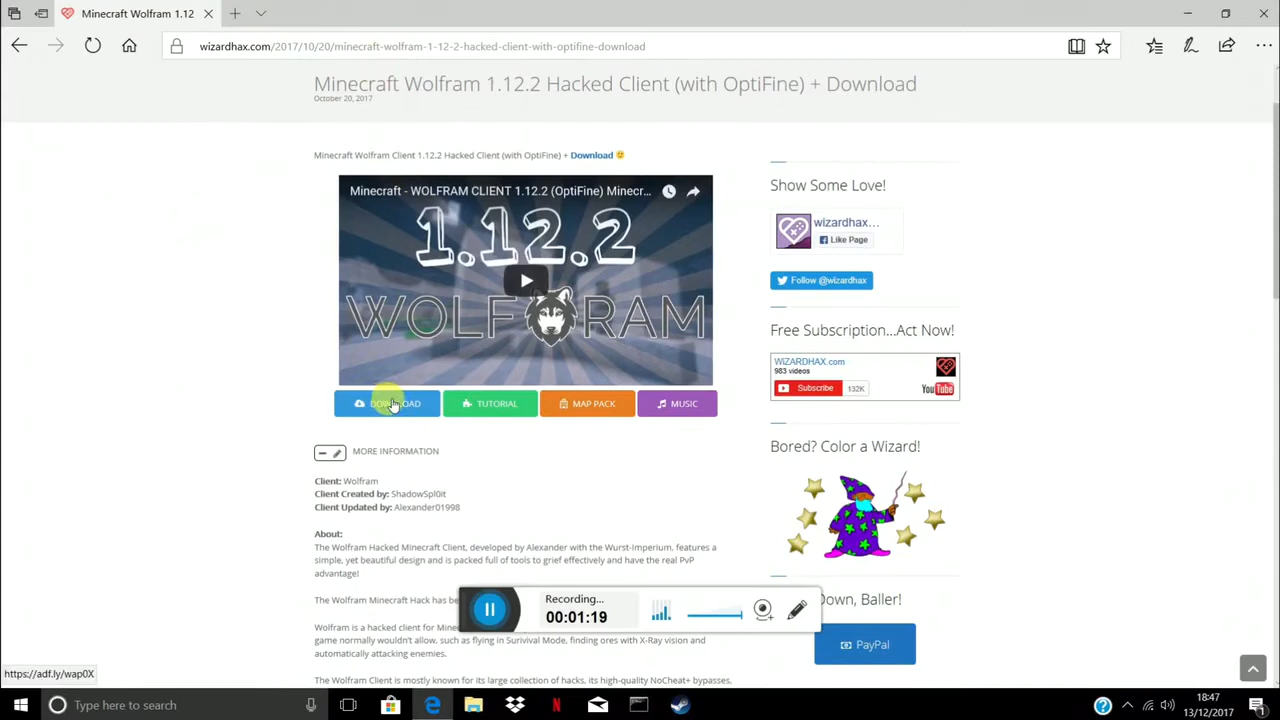 Minecraft Wolfram 1.12
wizardhax.com/2017/10/20/minecraft-wolfram-1-12-2-hacked-client-with-optifine-download
Minecraft Wolfram 1.12.2 Hacked Client (with OptiFine) + Download
October 20, 2017
Minecraft Wolfram Client 1.12.2 Hacked Client (with OptiFine) + Download
Minecraft - WOLFRAM CLIENT 1.12.2 (OptiFine) Minecr...
1.12.2
WOLFRAM
DOWNLOAD
TUTORIAL
MAP PACK
MUSIC
MORE INFORMATION
Client: Wolfram
Client Created by: ShadowSpl0it
Client Updated by: Alexander01998
About:
The Wolfram Hacked Minecraft Client, developed by Alexander with the Wurst-Imperium, features a
simple, yet beautiful design and is packed full of tools to grief effectively and have the real PvP
advantage!
The Wolfram Minecraft Hack has be
Wolfram is a hacked client for Mine
game normally wouldn't allow, such as flying in Surivival Mode, finding ores with X-Ray vision and
automatically attacking enemies.
The Wolfram Client is mostly known for its large collection of hacks, its high-quality NoCheat+ bypasses,
Show Some Love!
wizardhax...
Like Page
Follow @wizardhax
Free Subscription...Act Now!
WiZARDHAX.com
983 videos
Subscribe
132K
YouTube
Bored? Color a Wizard!
Down, Baller!
PayPal
Recording...
00:01:19
https://adf.ly/wap0X
Type here to search
18:47
13/12/2017
1